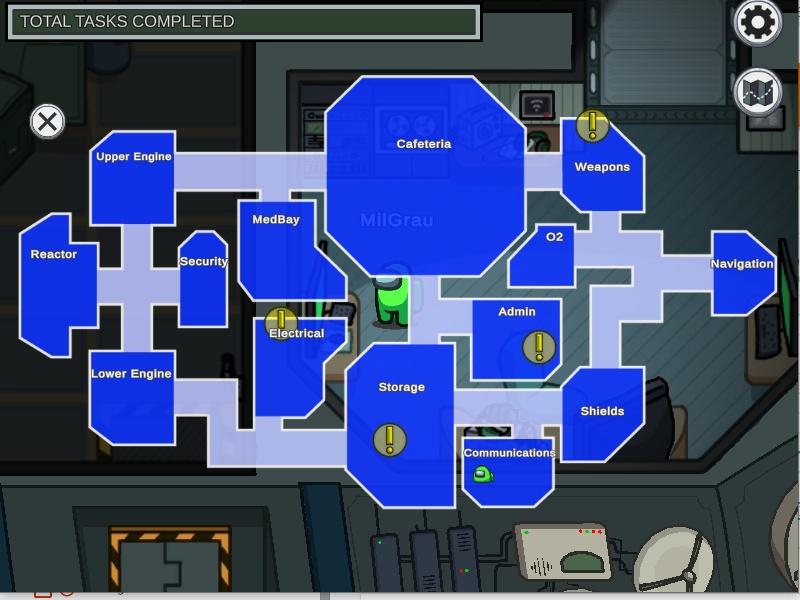 TOTAL TASKS COMPLETED
Cafeteria
Upper Engine
Weapons
MedBay
MilGrau
O2
Reactor
Security
Navigation
Admin
Electrical
Lower Engine
Storage
Shields
Communications